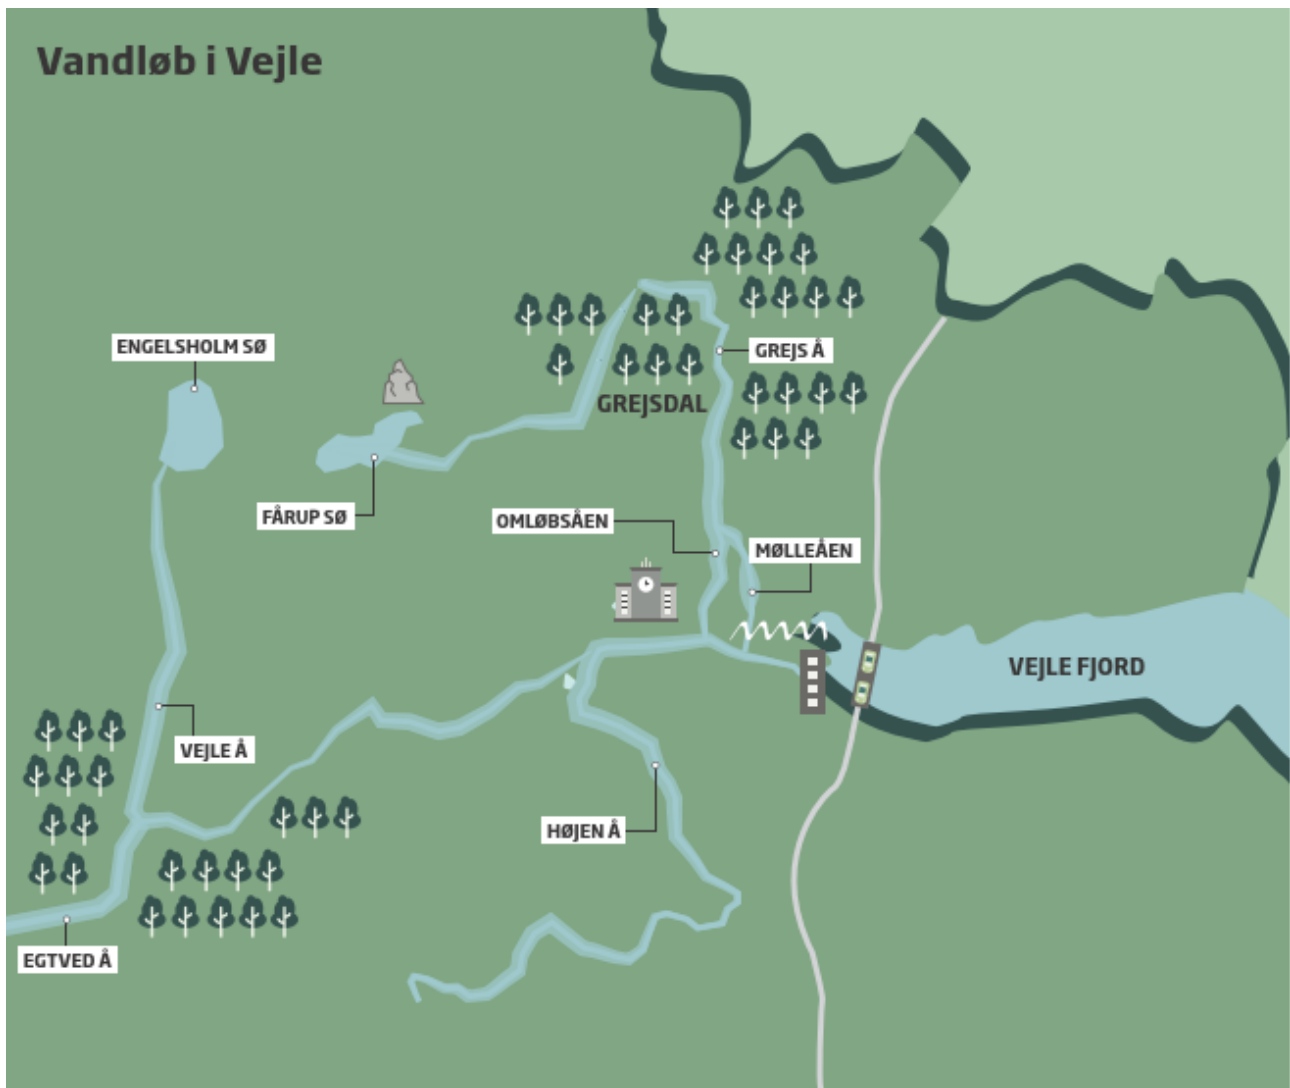 Vandløb i Vejle
ENGELSHOLM SØ
GREJS Å
GREJSDAL
FÅRUP SØ
OMLØBSÅEN
MØLLEÅEN
VEJLE FJORD
VEJLE Å
HØJEN Å
EGTVED Å